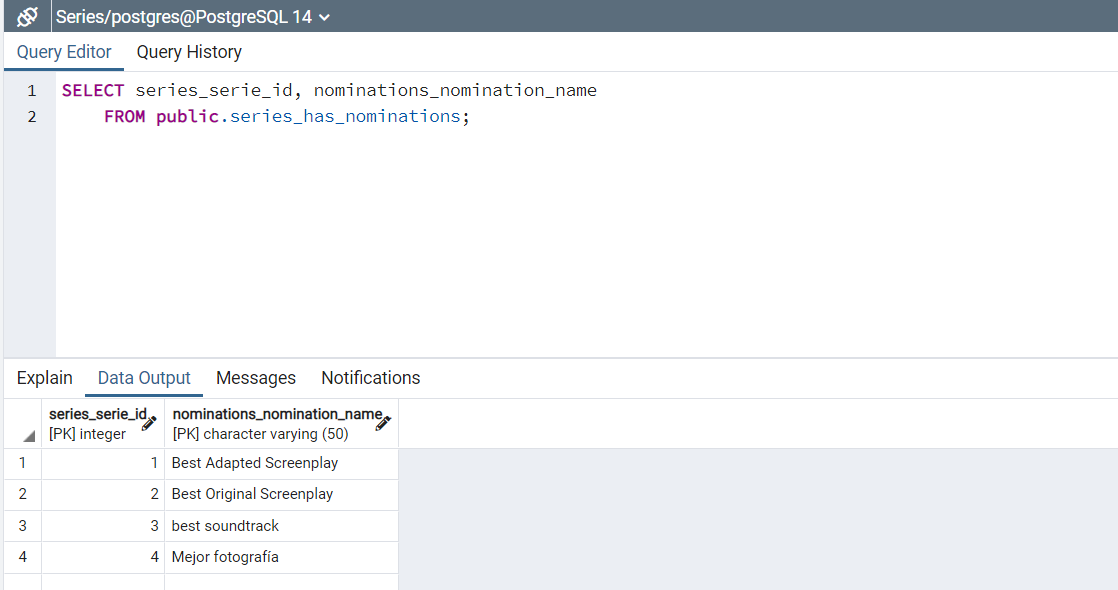 Series/postgres@PostgreSQL 14
Query Editor Query History
1 SELECT series_serie_id, nominations_nomination_name
2 FROM public.series_has_nominations;
Explain Data Output Messages Notifications
series_serie_id nominations_nomination_name
[PK] integer [PK] character varying (50)
1 1 Best Adapted Screenplay
2 2 Best Original Screenplay
3 3 best soundtrack
4 4 Mejor fotografía